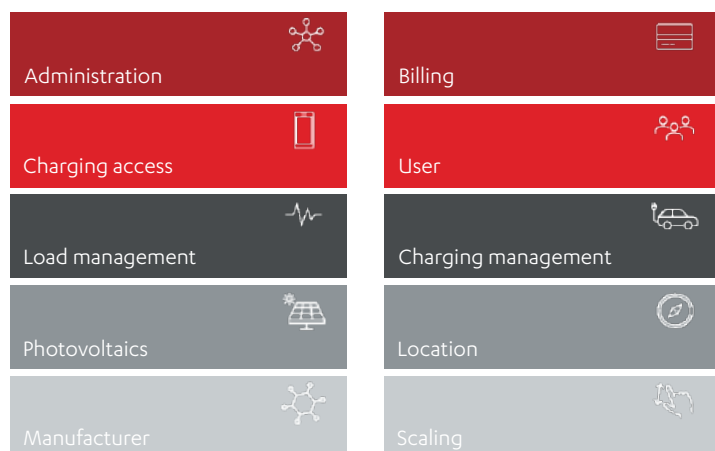 Administration
Billing
Charging access
User
Load management
Charging management
Photovoltaics
Location
Manufacturer
Scaling